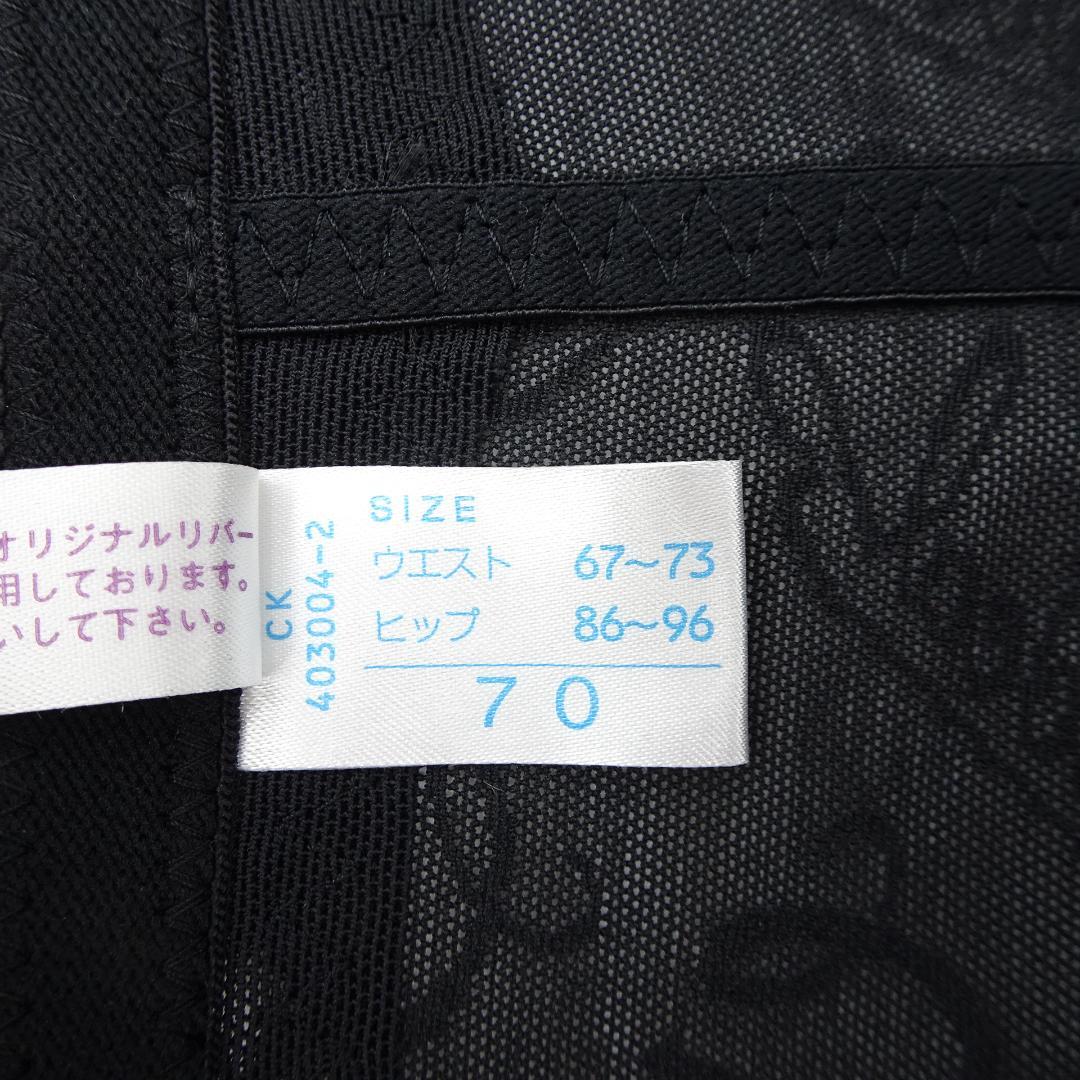 オリジナルリバー
用しております。
いして下さい。
CK
403004-2
SIZE
ウエスト 67~73
ヒップ 86~96
70